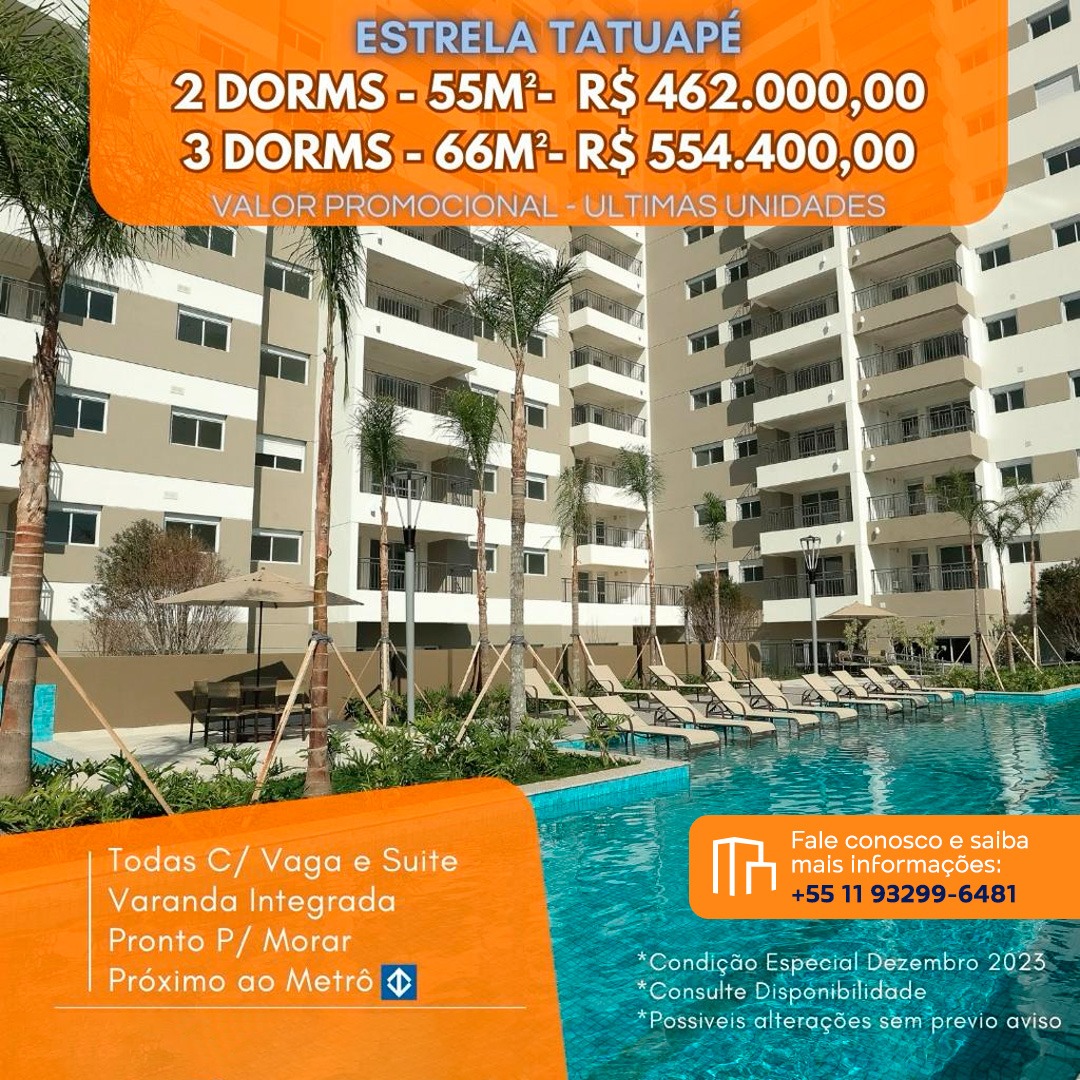 ESTRELA TATUAPÉ
2 DORMS - 55M²- R$ 462.000,00
3 DORMS - 66M²- R$ 554.400,00
VALOR PROMOCIONAL - ULTIMAS UNIDADES
Todas C/ Vaga e Suite
Varanda Integrada
Pronto P/ Morar
Próximo ao Metrô
Fale conosco e saiba
mais informações:
+55 11 93299-6481
*Condição Especial Dezembro 2023
*Consulte Disponibilidade
*Possiveis alterações sem previo aviso